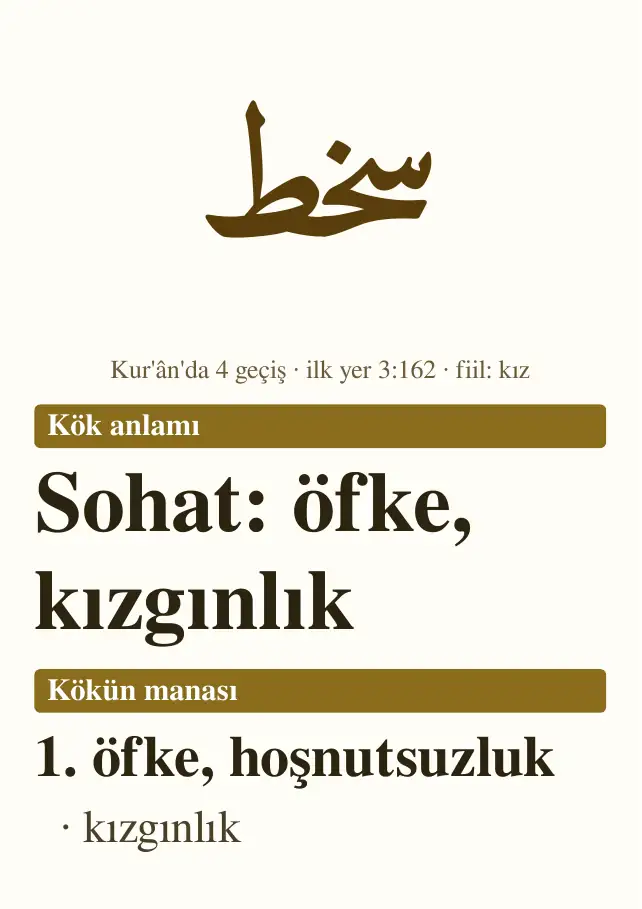 سخط
Kur'ân'da 4 geçiş · ilk yer 3:162 · fiil: kız
Kök anlamı
Sohat: öfke,
kızgınlık
Kökün manası
1. öfke, hoşnutsuzluk
· kızgınlık